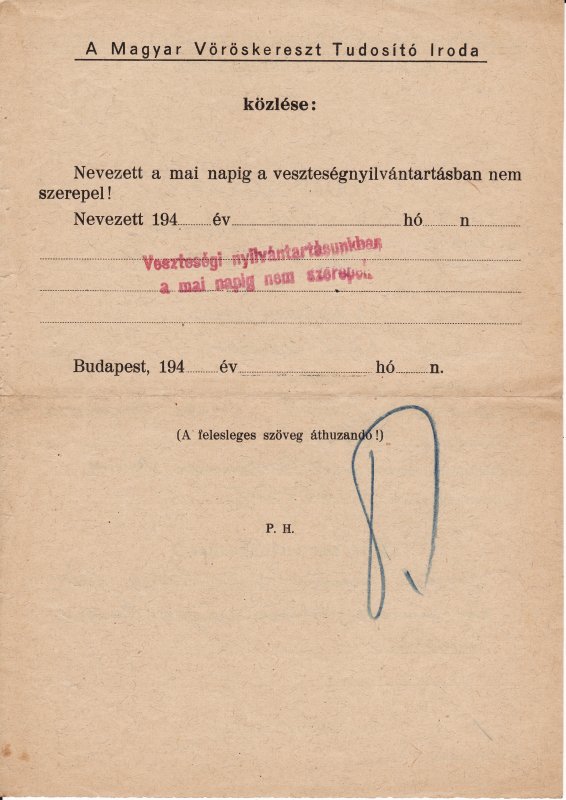 A Magyar Vöröskereszt Tudosító Iroda
közlése:
Nevezett a mai napig a veszteségnyilvántartásban nem
szerepel!
Nevezett 194 év hó n
Veszteségi nyilvántartásunkban
a mai napig nem szerepel.
Budapest, 194 év hó n.
(A felesleges szöveg áthuzandó!)
P. H.